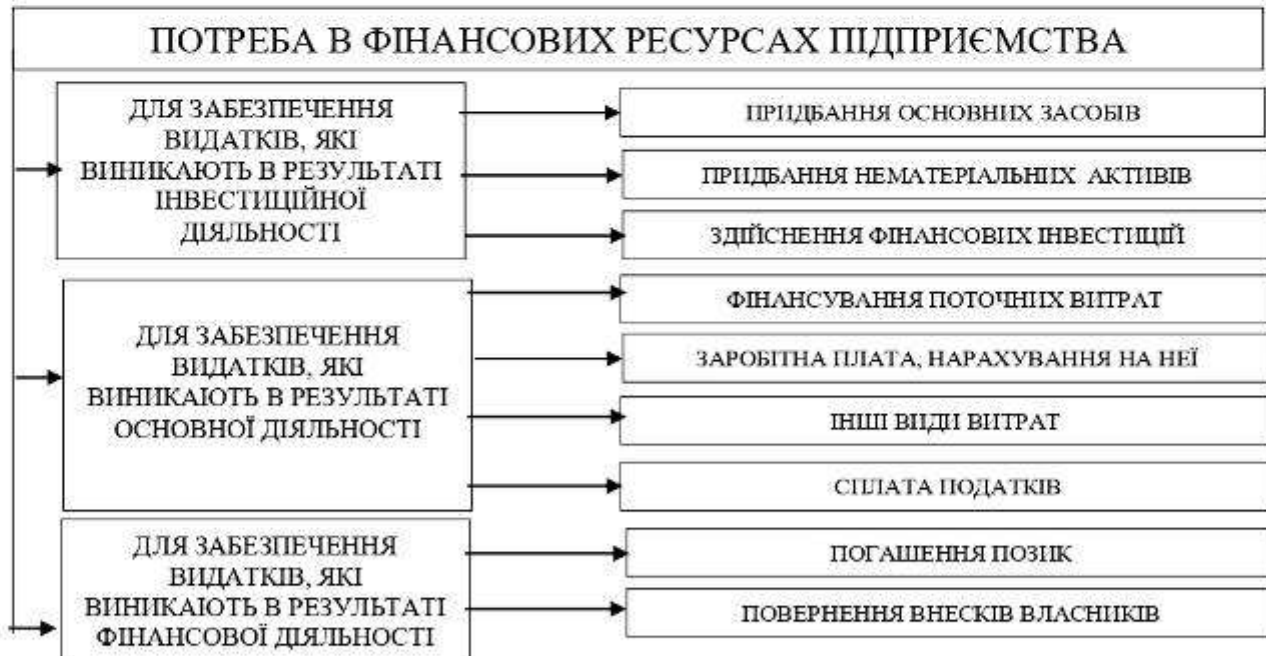 ПОТРЕБА В ФІНАНСОВИХ РЕСУРСАХ ПІДПРИЄМСТВА
ДЛЯ ЗАБЕЗПЕЧЕННЯ
ВИДАТКІВ, ЯКІ
ВИНИКАЮТЬ В РЕЗУЛЬТАТІ
ІНВЕСТИЦІЙНОЇ
ДІЯЛЬНОСТІ
ПРИДБАННЯ ОСНОВНИХ ЗАСОБІВ
ПРИДБАННЯ НЕМАТЕРІАЛЬНИХ АКТИВІВ
ЗДІЙСНЕННЯ ФІНАНСОВИХ ІНВЕСТИЦІЙ
ДЛЯ ЗАБЕЗПЕЧЕННЯ
ВИДАТКІВ, ЯКІ
ВИНИКАЮТЬ В РЕЗУЛЬТАТІ
ОСНОВНОЇ ДІЯЛЬНОСТІ
ФІНАНСУВАННЯ ПОТОЧНИХ ВИТРАТ
ЗАРОБІТНА ПЛАТА, НАРАХУВАННЯ НА НЕЇ
ІНШІ ВИДИ ВИТРАТ
СПЛАТА ПОДАТКІВ
ДЛЯ ЗАБЕЗПЕЧЕННЯ
ВИДАТКІВ, ЯКІ
ВИНИКАЮТЬ В РЕЗУЛЬТАТІ
ФІНАНСОВОЇ ДІЯЛЬНОСТІ
ПОГАШЕННЯ ПОЗИК
ПОВЕРНЕННЯ ВНЕСКІВ ВЛАСНИКІВ